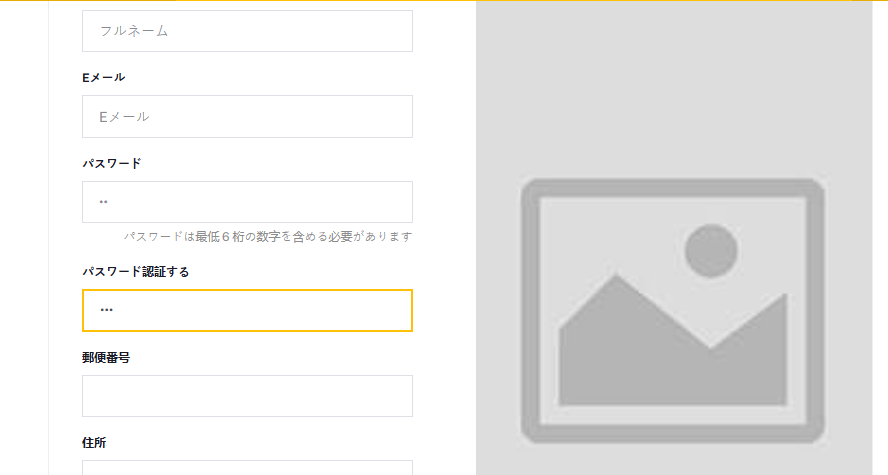 フルネーム
Eメール
Eメール
パスワード
••
パスワードは最低6桁の数字を含める必要があります
パスワード認証する
•••
郵便番号
住所